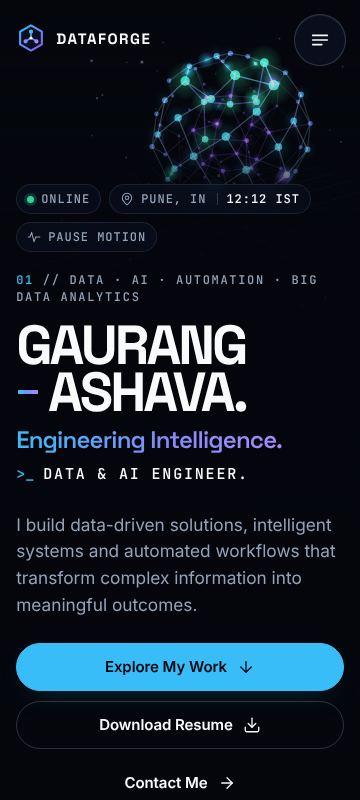 DATAFORGE
ONLINE
PUNE, IN | 12:12 IST
PAUSE MOTION
01 // DATA · AI · AUTOMATION · BIG
DATA ANALYTICS
GAURANG
– ASHAVA.
Engineering Intelligence.
>_ DATA & AI ENGINEER.
I build data-driven solutions, intelligent
systems and automated workflows that
transform complex information into
meaningful outcomes.
Explore My Work ↓
Download Resume
Contact Me →